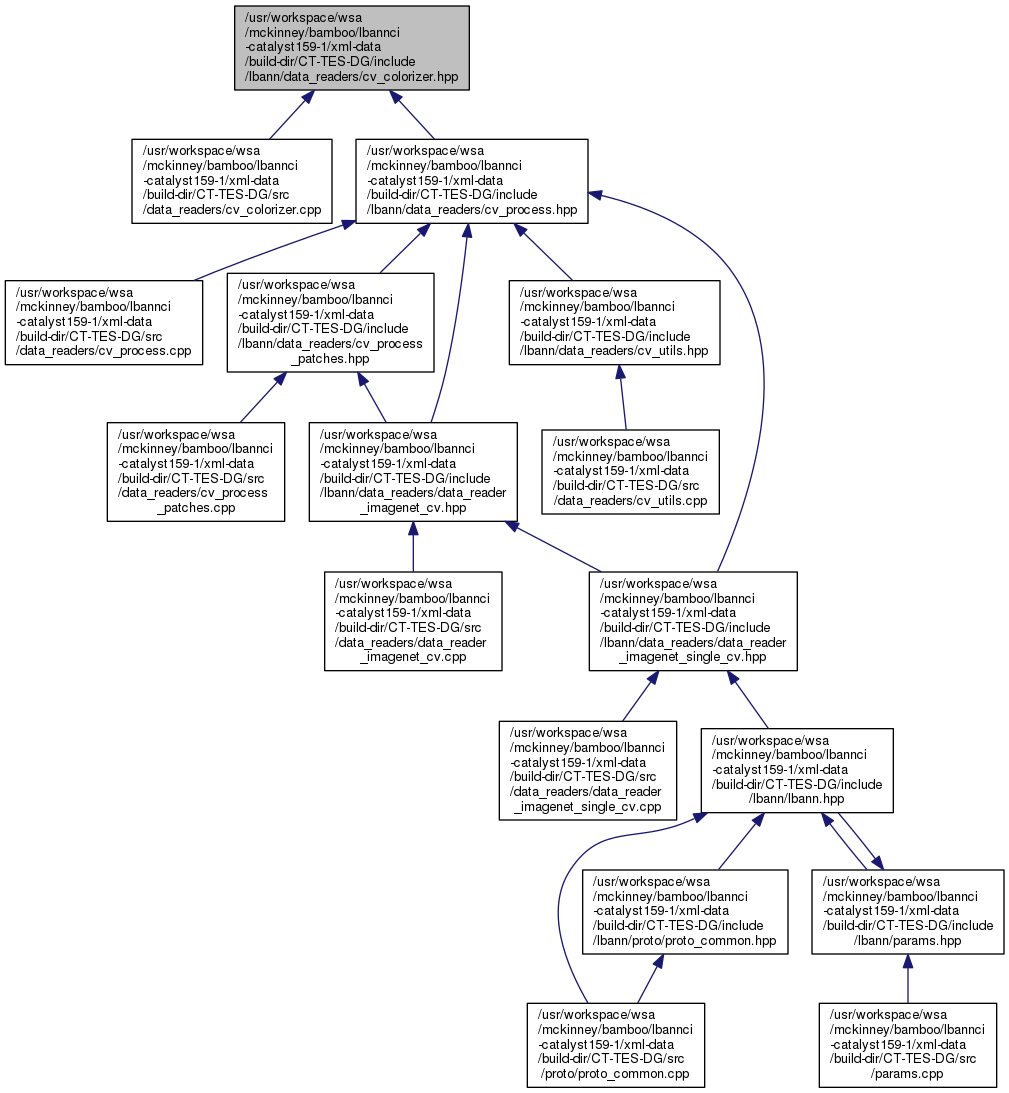 /usr/workspace/wsa
/mckinney/bamboo/lbannci
-catalyst159-1/xml-data
/build-dir/CT-TES-DG/include
/lbann/data_readers/cv_colorizer.hpp
/usr/workspace/wsa
/mckinney/bamboo/lbannci
-catalyst159-1/xml-data
/build-dir/CT-TES-DG/src
/data_readers/cv_colorizer.cpp
/usr/workspace/wsa
/mckinney/bamboo/lbannci
-catalyst159-1/xml-data
/build-dir/CT-TES-DG/include
/lbann/data_readers/cv_process.hpp
/usr/workspace/wsa
/mckinney/bamboo/lbannci
-catalyst159-1/xml-data
/build-dir/CT-TES-DG/src
/data_readers/cv_process.cpp
/usr/workspace/wsa
/mckinney/bamboo/lbannci
-catalyst159-1/xml-data
/build-dir/CT-TES-DG/include
/lbann/data_readers/cv_process
_patches.hpp
/usr/workspace/wsa
/mckinney/bamboo/lbannci
-catalyst159-1/xml-data
/build-dir/CT-TES-DG/include
/lbann/data_readers/cv_utils.hpp
/usr/workspace/wsa
/mckinney/bamboo/lbannci
-catalyst159-1/xml-data
/build-dir/CT-TES-DG/src
/data_readers/cv_process
_patches.cpp
/usr/workspace/wsa
/mckinney/bamboo/lbannci
-catalyst159-1/xml-data
/build-dir/CT-TES-DG/include
/lbann/data_readers/data_reader
_imagenet_cv.hpp
/usr/workspace/wsa
/mckinney/bamboo/lbannci
-catalyst159-1/xml-data
/build-dir/CT-TES-DG/src
/data_readers/cv_utils.cpp
/usr/workspace/wsa
/mckinney/bamboo/lbannci
-catalyst159-1/xml-data
/build-dir/CT-TES-DG/src
/data_readers/data_reader
_imagenet_cv.cpp
/usr/workspace/wsa
/mckinney/bamboo/lbannci
-catalyst159-1/xml-data
/build-dir/CT-TES-DG/include
/lbann/data_readers/data_reader
_imagenet_single_cv.hpp
/usr/workspace/wsa
/mckinney/bamboo/lbannci
-catalyst159-1/xml-data
/build-dir/CT-TES-DG/src
/data_readers/data_reader
_imagenet_single_cv.cpp
/usr/workspace/wsa
/mckinney/bamboo/lbannci
-catalyst159-1/xml-data
/build-dir/CT-TES-DG/include
/lbann/lbann.hpp
/usr/workspace/wsa
/mckinney/bamboo/lbannci
-catalyst159-1/xml-data
/build-dir/CT-TES-DG/include
/lbann/proto/proto_common.hpp
/usr/workspace/wsa
/mckinney/bamboo/lbannci
-catalyst159-1/xml-data
/build-dir/CT-TES-DG/include
/lbann/params.hpp
/usr/workspace/wsa
/mckinney/bamboo/lbannci
-catalyst159-1/xml-data
/build-dir/CT-TES-DG/src
/proto/proto_common.cpp
/usr/workspace/wsa
/mckinney/bamboo/lbannci
-catalyst159-1/xml-data
/build-dir/CT-TES-DG/src
/params.cpp